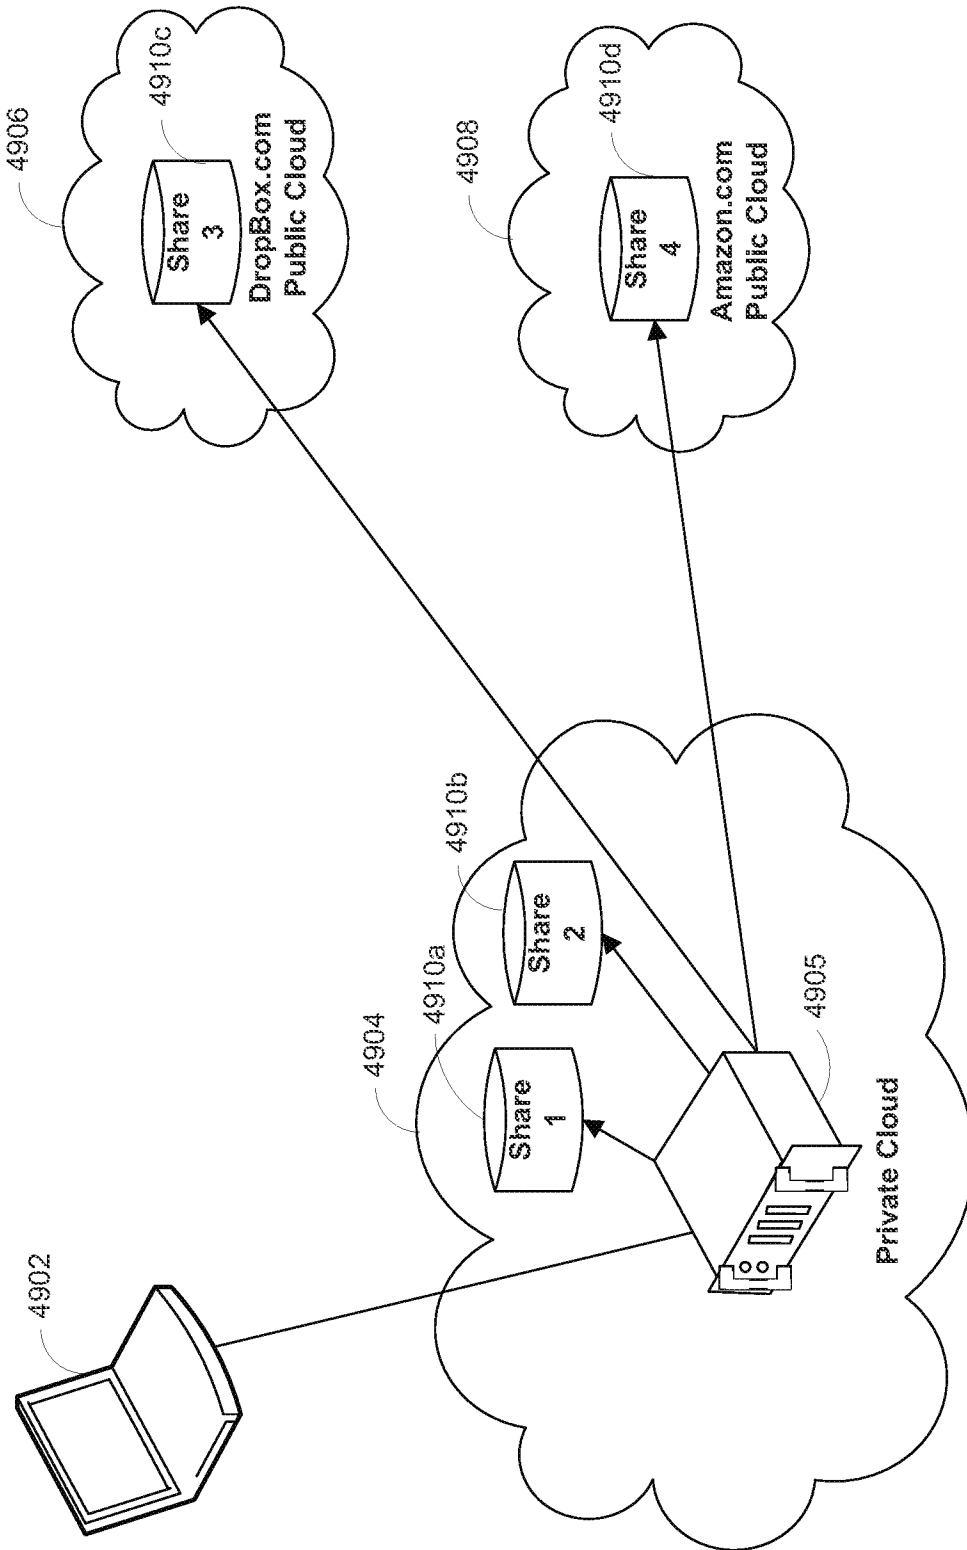 4902
4904
4910a
4910b
4906
4910c
Share
1
Share
2
Share
3
DropBox.com
Public Cloud
4908
4910d
Share
4
Amazon.com
Public Cloud
4905
Private Cloud